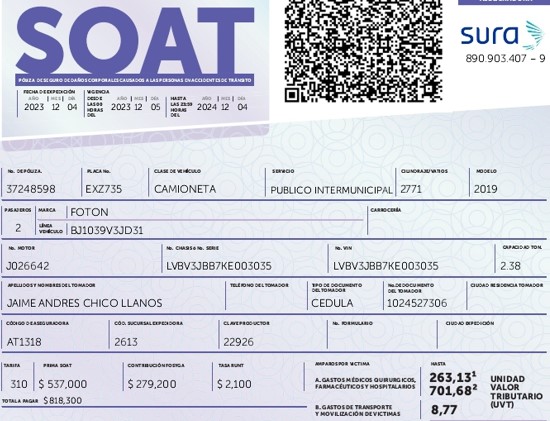 SOAT
PÓLIZA DE SEGURO DE DAÑOS CORPORALES CAUSADOS A LAS PERSONAS EN ACCIDENTES DE TRÁNSITO
sura
890.903.407 - 9
FECHA DE EXPEDICIÓN VIGENCIA
AÑO MES DÍA DESDE LAS 00 HORAS DEL AÑO MES DÍA HASTA LAS 23:59 HORAS DEL AÑO MES DÍA
2023 12 04 2023 12 05 2024 12 04
No. DE PÓLIZA. PLACA No. CLASE DE VEHÍCULO SERVICIO CILINDRAJE/VATIOS MODELO
37248598 EXZ735 CAMIONETA PUBLICO INTERMUNICIPAL 2771 2019
PASAJEROS MARCA FOTON CARROCERÍA
2 LÍNEA VEHÍCULO BJ1039V3JD31
No. MOTOR No. CHASIS ó No. SERIE No. VIN CAPACIDAD TON.
J026642 LVBV3JBB7KE003035 LVBV3JBB7KE003035 2.38
APELLIDOS Y NOMBRES DEL TOMADOR TELÉFONO DEL TOMADOR TIPO DE DOCUMENTO DEL TOMADOR No. DE DOCUMENTO DEL TOMADOR CIUDAD RESIDENCIA TOMADOR
JAIME ANDRES CHICO LLANOS CEDULA 1024527306
CÓDIGO DE ASEGURADORA CÓD. SUCURSAL EXPEDIDORA CLAVE PRODUCTOR No. FORMULARIO CIUDAD EXPEDICIÓN
AT1318 2613 22926
TARIFA PRIMA SOAT CONTRIBUCIÓN FOSYGA TASA RUNT AMPAROS POR VICTIMA HASTA
310 $ 537,000 $ 279,200 $ 2,100
A. GASTOS MÉDICOS QUIRURGICOS, FARMACÉUTICOS Y HOSPITALARIOS 263,13¹ 701,68²
UNIDAD VALOR TRIBUTARIO (UVT)
TOTAL A PAGAR $818,300
B. GASTOS DE TRANSPORTE Y MOVILIZACIÓN DE VICTIMAS 8,77